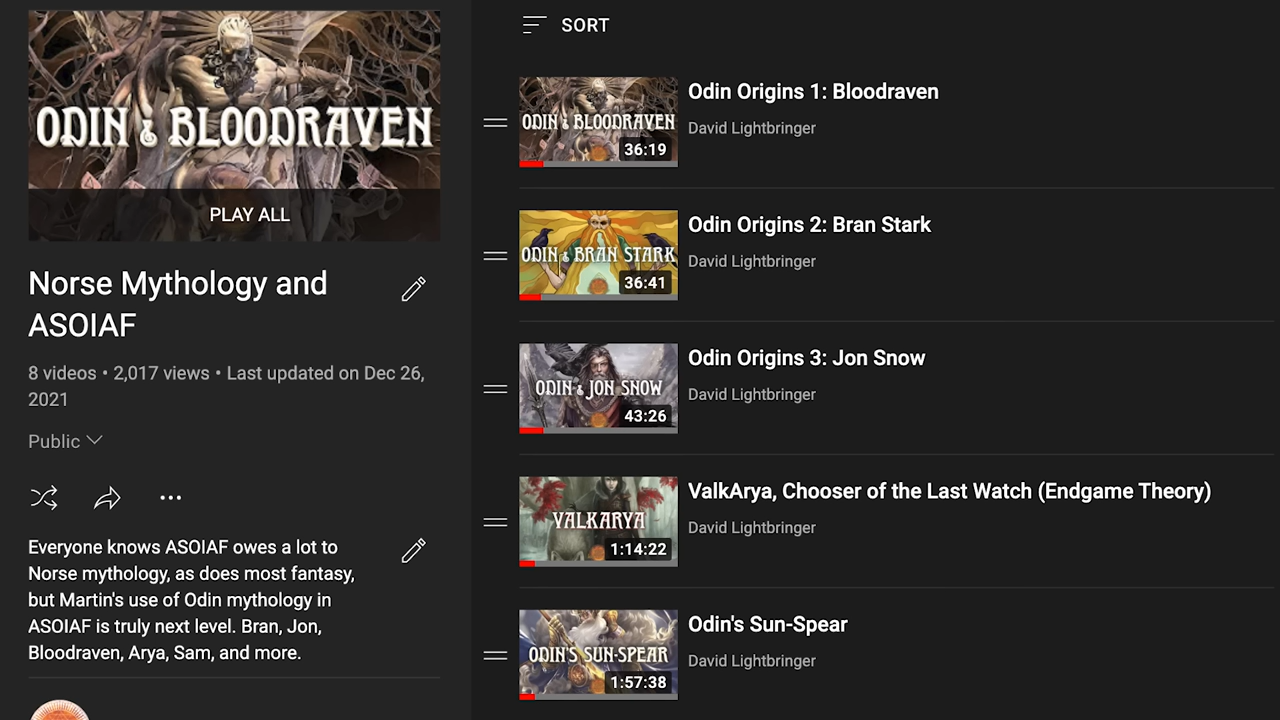 ODIN & BLOODRAVEN
PLAY ALL
Norse Mythology and
ASOIAF
8 videos • 2,017 views • Last updated on Dec 26,
2021
Public
Everyone knows ASOIAF owes a lot to
Norse mythology, as does most fantasy,
but Martin's use of Odin mythology in
ASOIAF is truly next level. Bran, Jon,
Bloodraven, Arya, Sam, and more.
SORT
ODIN & BLOODRAVEN
36:19
Odin Origins 1: Bloodraven
David Lightbringer
ODIN & BRAN STARK
36:41
Odin Origins 2: Bran Stark
David Lightbringer
ODIN & JON SNOW
43:26
Odin Origins 3: Jon Snow
David Lightbringer
VALKARYA
1:14:22
ValkArya, Chooser of the Last Watch (Endgame Theory)
David Lightbringer
ODIN'S SUN-SPEAR
1:57:38
Odin's Sun-Spear
David Lightbringer